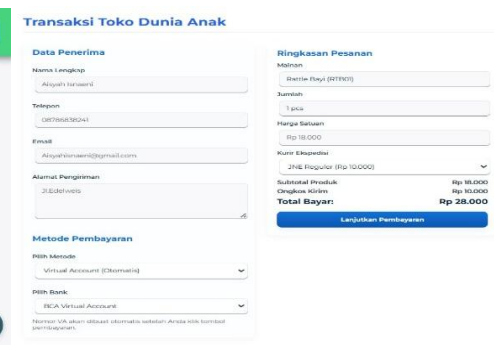 Transaksi Toko Dunia Anak
Data Penerima
Nama Lengkap
Aisyah Isnaeni
Telepon
08786838241
Email
Aisyahisnaeni@gmail.com
Alamat Pengiriman
Jl.Edelweis
Metode Pembayaran
Pilih Metode
Virtual Account (Otomatis)
Pilih Bank
BCA Virtual Account
Nomor VA akan dibuat otomatis setelah Anda klik tombol
pembayaran.
Ringkasan Pesanan
Mainan
Rattle Bayi (RTB01)
Jumlah
1 pcs
Harga Satuan
Rp 18.000
Kurir Ekspedisi
JNE Reguler (Rp 10.000)
Subtotal Produk Rp 18.000
Ongkos Kirim Rp 10.000
Total Bayar: Rp 28.000
Lanjutkan Pembayaran